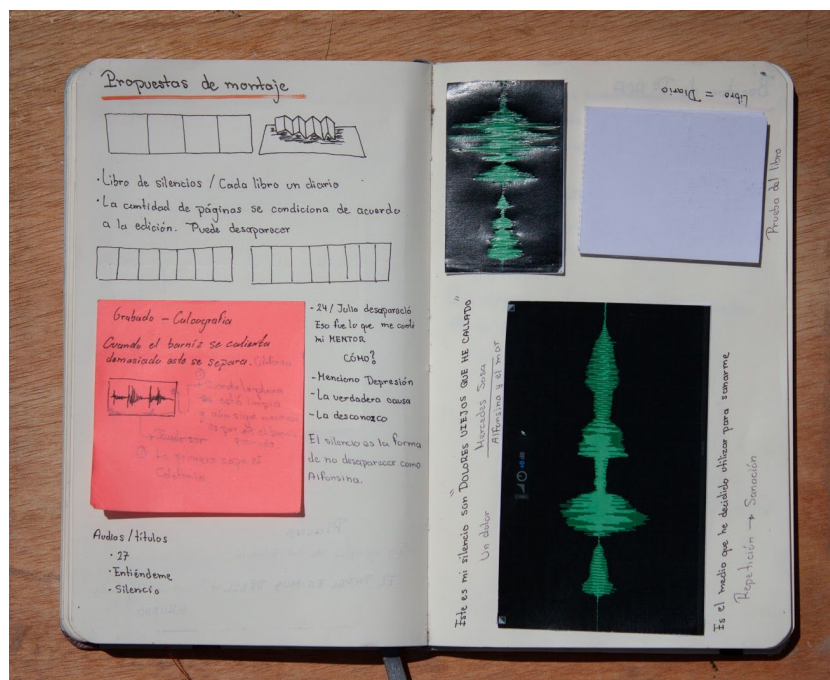 Propuestas de montaje
· Libro de silencios / Cada libro un diario
· La cantidad de páginas se condiciona de acuerdo
a la edición. Puede desaparecer
Grabado - Calcografía
Cuando el barniz se calienta
demasiado este se separa.
Colofonia
- 24 / Julio desapareció
Eso fue lo que me contó
mi MENTOR
CÓMO?
- Menciono Depresión
- La verdadera causa
- La desconozco
El silencio es la forma
de no desaparecer como
Alfonsina.
Audios / títulos
· 27
· Entiéndeme
· Silencio
Libro = Diario
Prueba del libro
Este es mi silencio son "DOLORES VIEJOS QUE HE CALLADO"
Un dolor
Mercedes Sosa
Alfonsina y el mar
Is el medio que he decidido utilizar para sanarme
Repetición → Sanación